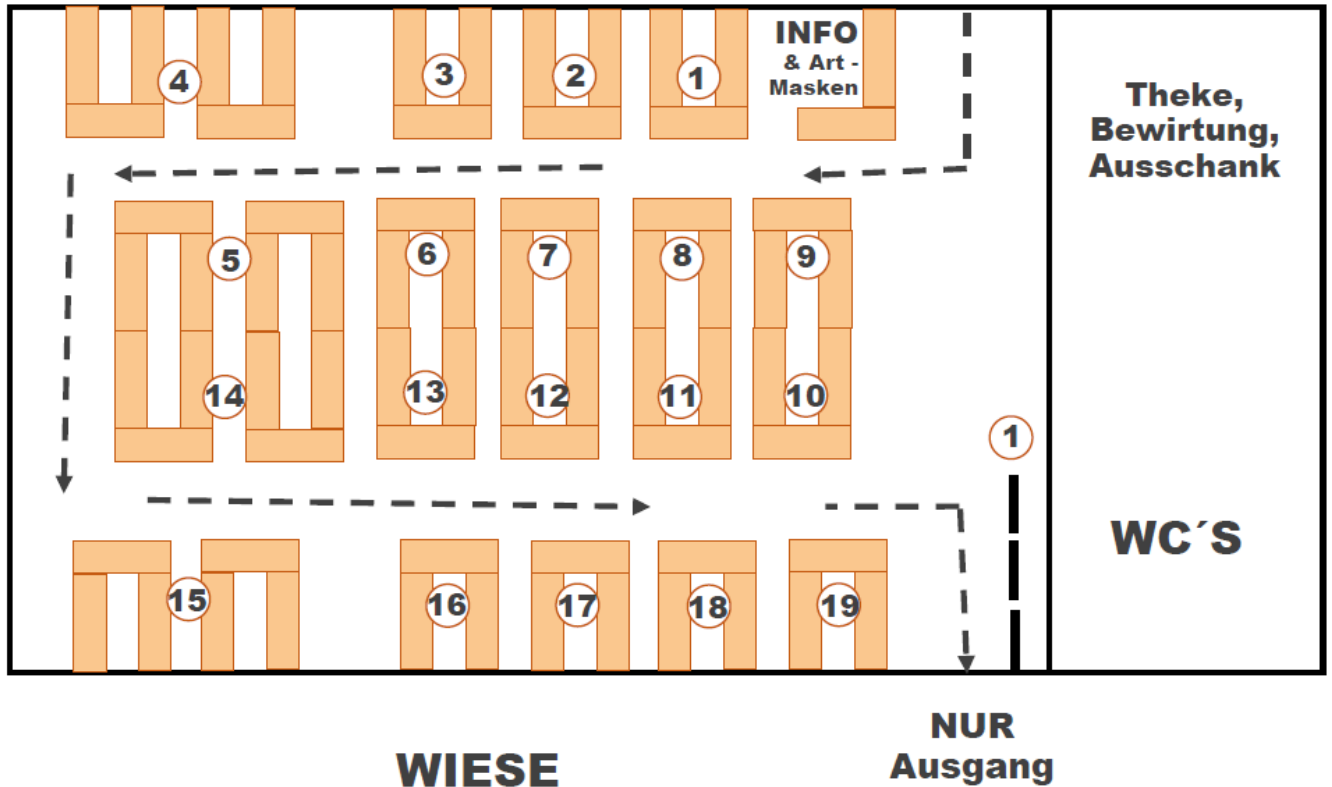 INFO
& Art -
Masken
4
3
2
1
Theke,
Bewirtung,
Ausschank
5
6
7
8
9
14
13
12
11
10
1
WC´S
15
16
17
18
19
NUR
Ausgang
WIESE